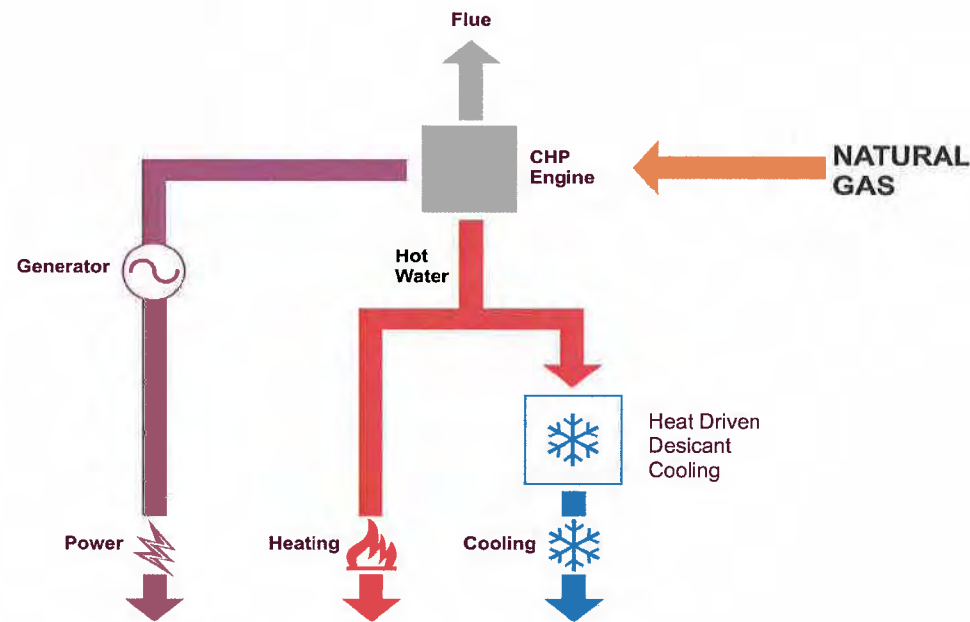 Flue
CHP
Engine
NATURAL
GAS
Generator
Hot
Water
Heat Driven
Desicant
Cooling
Power
Heating
Cooling